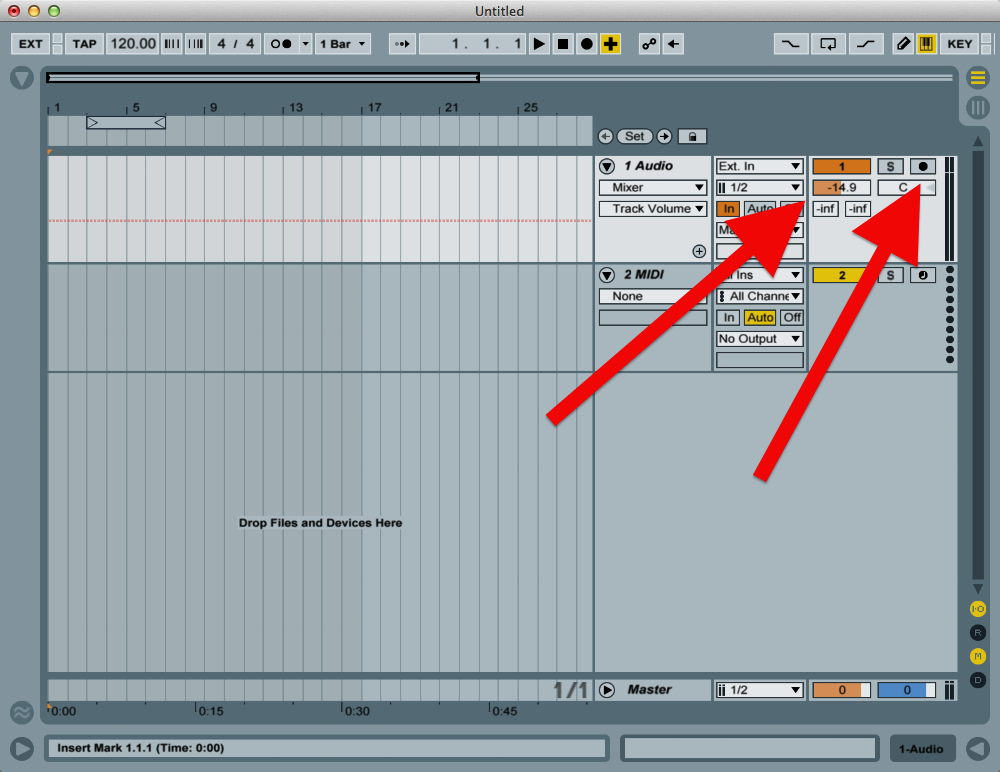 Untitled
EXT TAP 120.00 4 / 4 1 Bar 1. 1. 1 KEY
1 5 9 13 17 21 25
Set
1 Audio Ext. In 1 S
Mixer 1/2 -14.9 C
Track Volume In Auto -inf -inf
2 MIDI Ins 2 S
None All Channe
In Auto Off
No Output
Drop Files and Devices Here
I·O
R
M
D
1/1 Master 1/2 0 0
0:00 0:15 0:30 0:45
Insert Mark 1.1.1 (Time: 0:00) 1-Audio